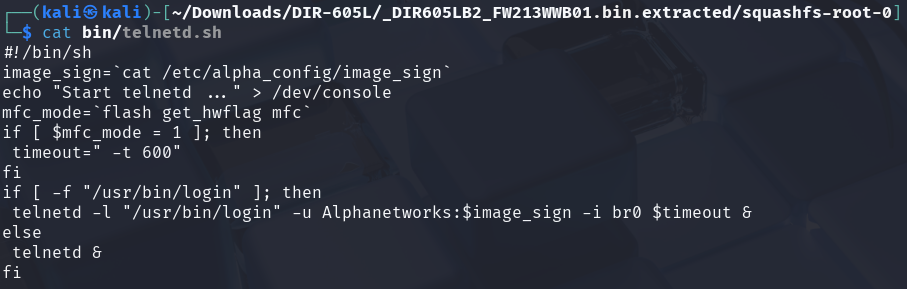 ┌──(kali㉿kali)-[~/Downloads/DIR-605L/_DIR605LB2_FW213WWB01.bin.extracted/squashfs-root-0]
└─$ cat bin/telnetd.sh
#!/bin/sh
image_sign=`cat /etc/alpha_config/image_sign`
echo "Start telnetd ..." > /dev/console
mfc_mode=`flash get_hwflag mfc`
if [ $mfc_mode = 1 ]; then
 timeout=" -t 600"
fi
if [ -f "/usr/bin/login" ]; then
 telnetd -l "/usr/bin/login" -u Alphanetworks:$image_sign -i br0 $timeout &
else
 telnetd &
fi